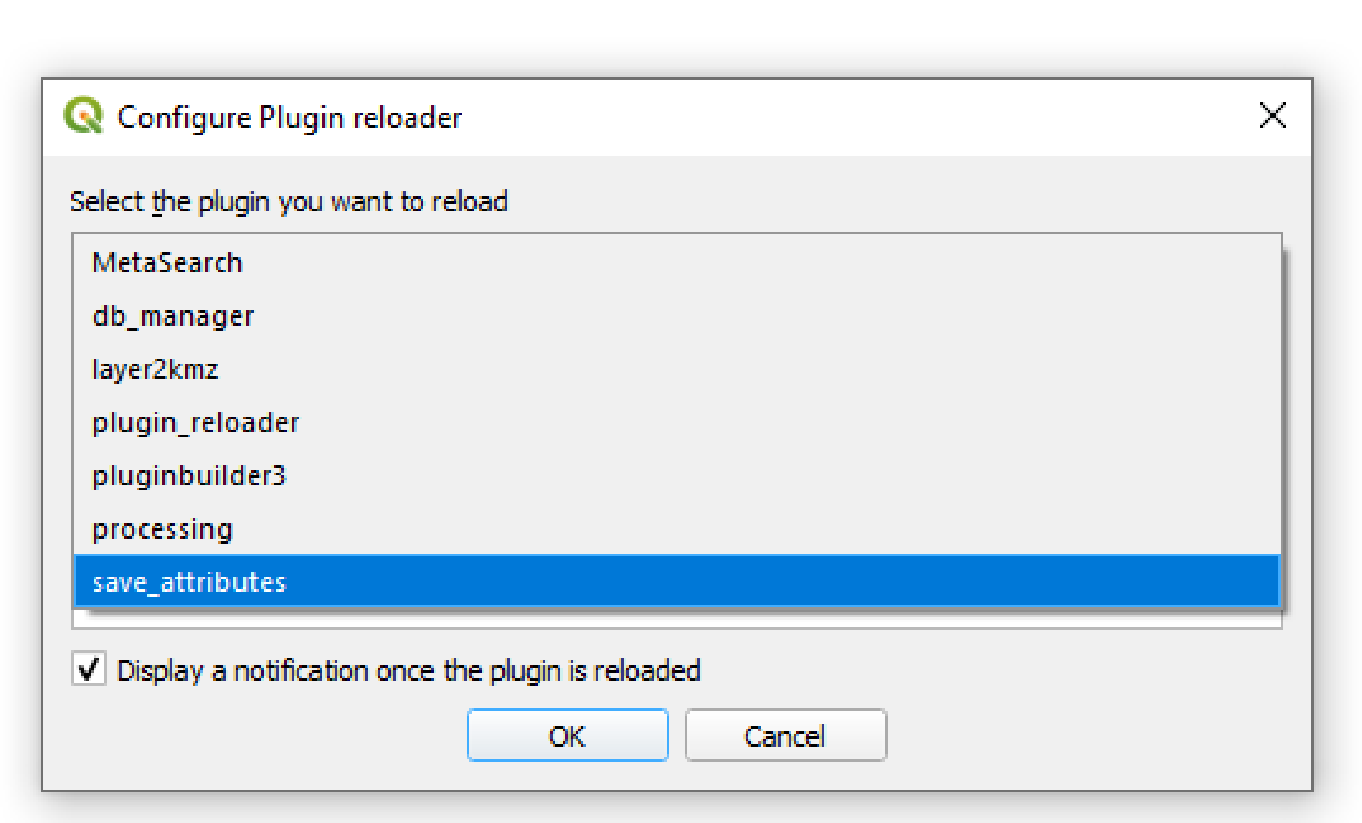 Configure Plugin reloader
Select the plugin you want to reload
MetaSearch
db_manager
layer2kmz
plugin_reloader
pluginbuilder3
processing
save_attributes
Display a notification once the plugin is reloaded
OK Cancel